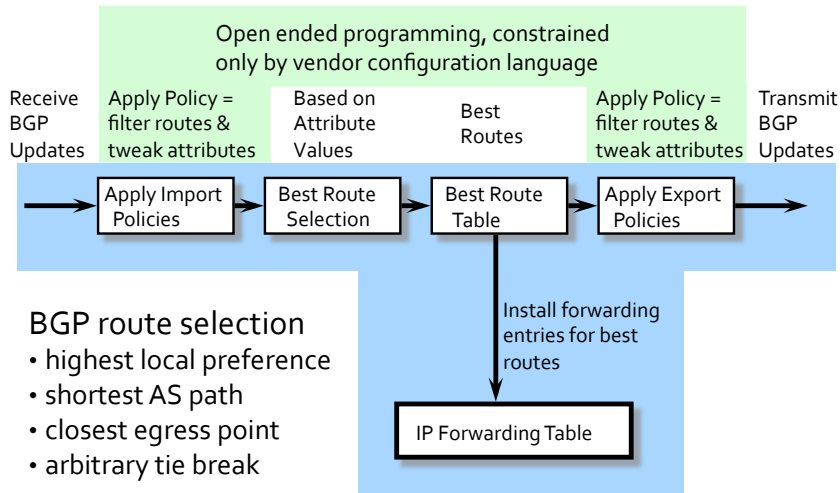 Open ended programming, constrained
only by vendor configuration language
Receive
BGP
Updates
Apply Policy =
filter routes &
tweak attributes
Based on
Attribute
Values
Best
Routes
Apply Policy =
filter routes &
tweak attributes
Transmit
BGP
Updates
Apply Import
Policies
Best Route
Selection
Best Route
Table
Apply Export
Policies
Install forwarding
entries for best
routes
IP Forwarding Table
BGP route selection
• highest local preference
• shortest AS path
• closest egress point
• arbitrary tie break